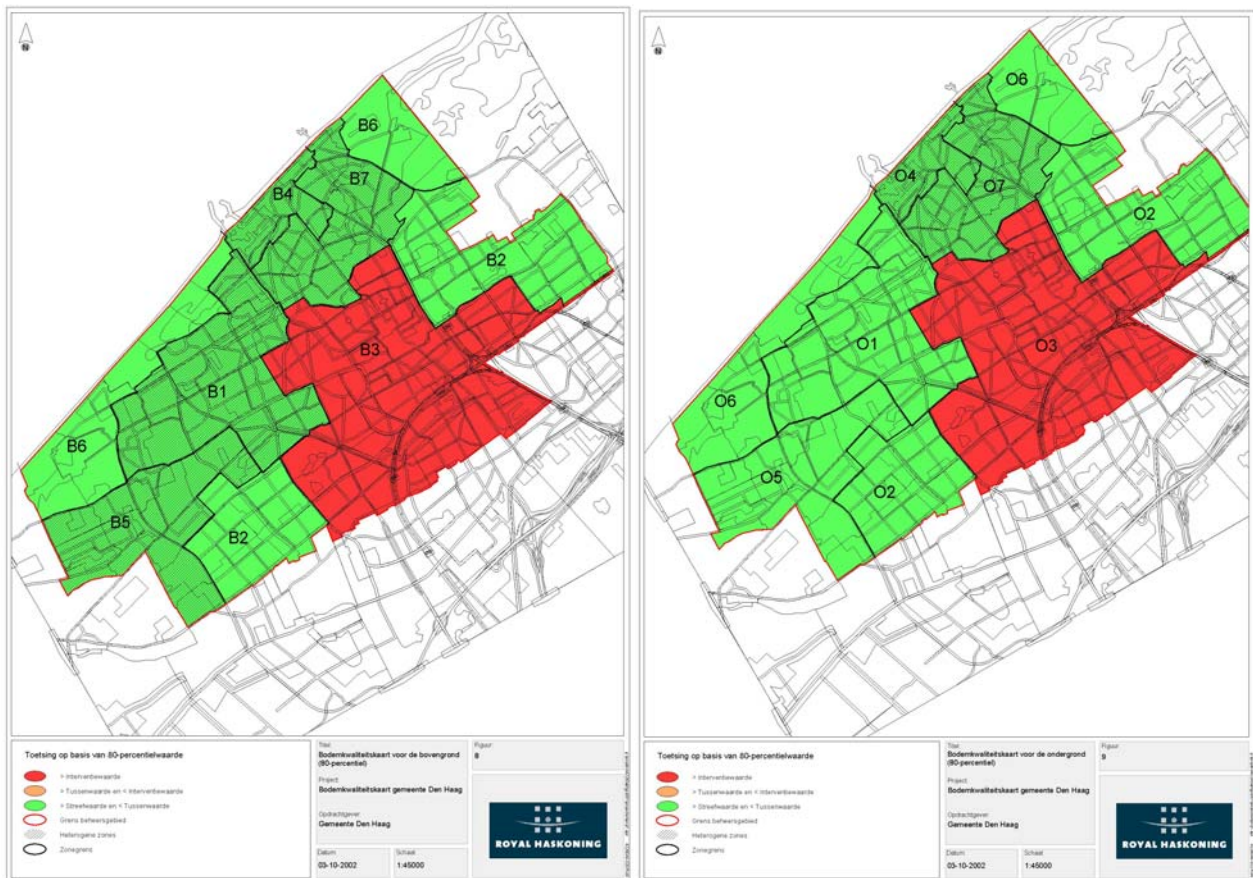 N
B6
B4
B7
B2
B3
B1
B6
B5
B2
Toetsing op basis van 80-percentielwaarde
> Interventiewaarde
> Tussenwaarde en < Interventiewaarde
> Streefwaarde en < Tussenwaarde
Grens beheersgebied
Heterogene zones
Zonegrens
Titel:
Bodemkwaliteitskaart voor de bovengrond
(80-percentiel)
Project:
Bodemkwaliteitskaart gemeente Den Haag
Opdrachtgever:
Gemeente Den Haag
Datum:
03-10-2002
Schaal:
1:45000
Figuur:
8
ROYAL HASKONING
N
O6
O4
O7
O2
O3
O1
O6
O5
O2
Toetsing op basis van 80-percentielwaarde
> Interventiewaarde
> Tussenwaarde en < Interventiewaarde
> Streefwaarde en < Tussenwaarde
Grens beheersgebied
Heterogene zones
Zonegrens
Titel:
Bodemkwaliteitskaart voor de ondergrond
(80-percentiel)
Project:
Bodemkwaliteitskaart gemeente Den Haag
Opdrachtgever:
Gemeente Den Haag
Datum:
03-10-2002
Schaal:
1:45000
Figuur:
9
ROYAL HASKONING